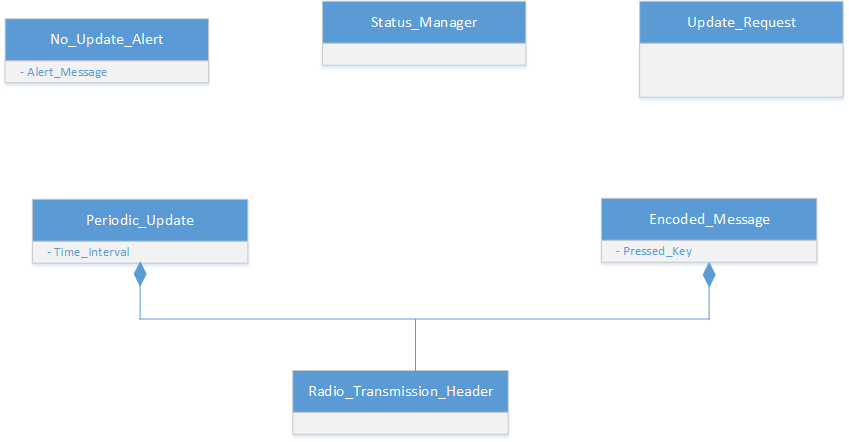 No_Update_Alert
- Alert_Message
Status_Manager
Update_Request
Periodic_Update
- Time_Interval
Encoded_Message
- Pressed_Key
Radio_Transmission_Header